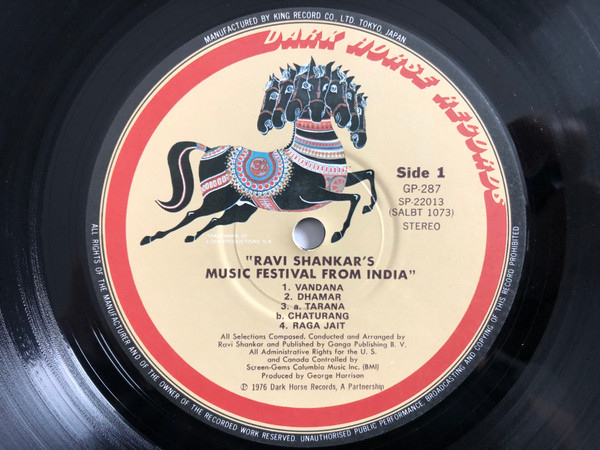 MANUFACTURED BY KING RECORD CO., LTD. TOKYO, JAPAN
DARK HORSE RECORDS
Side 1
GP-287
SP-22013
(SALBT 1073)
STEREO
"RAVI SHANKAR'S
MUSIC FESTIVAL FROM INDIA"
1. VANDANA
2. DHAMAR
3. a. TARANA
b. CHATURANG
4. RAGA JAIT
All Selections Composed, Conducted and Arranged by
Ravi Shankar and Published by Ganga Publishing B. V.
All Administrative Rights for the U. S.
and Canada Controlled by
Screen-Gems Columbia Music Inc. (BMI)
Produced by George Harrison
Ⓟ 1976 Dark Horse Records, A Partnership
ALL RIGHTS OF THE MANUFACTURER AND OF THE OWNER OF THE RECORDED WORK RESERVED. UNAUTHORISED PUBLIC PERFORMANCE, BROADCASTING AND COPYING OF THIS RECORD PROHIBITED